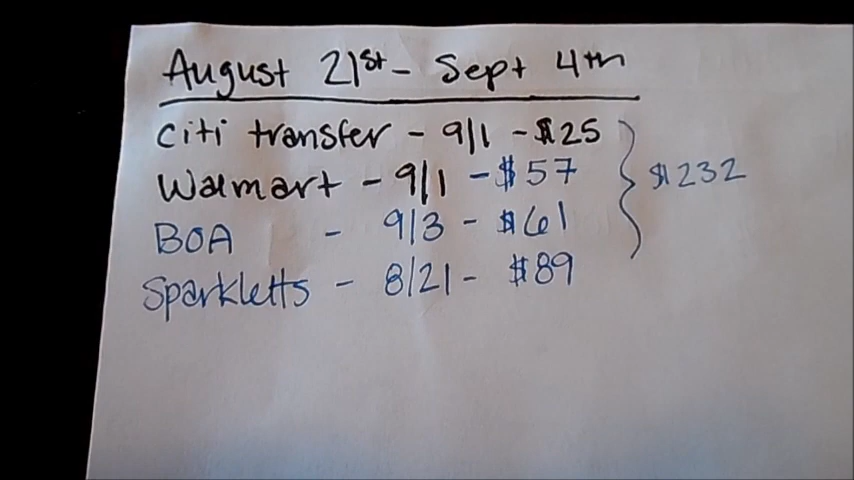 August 21st - Sept 4th
Citi transfer - 9/1 - $25
Walmart - 9/1 - $57
$232
BOA - 9/3 - $61
Sparkletts - 8/21 - $89